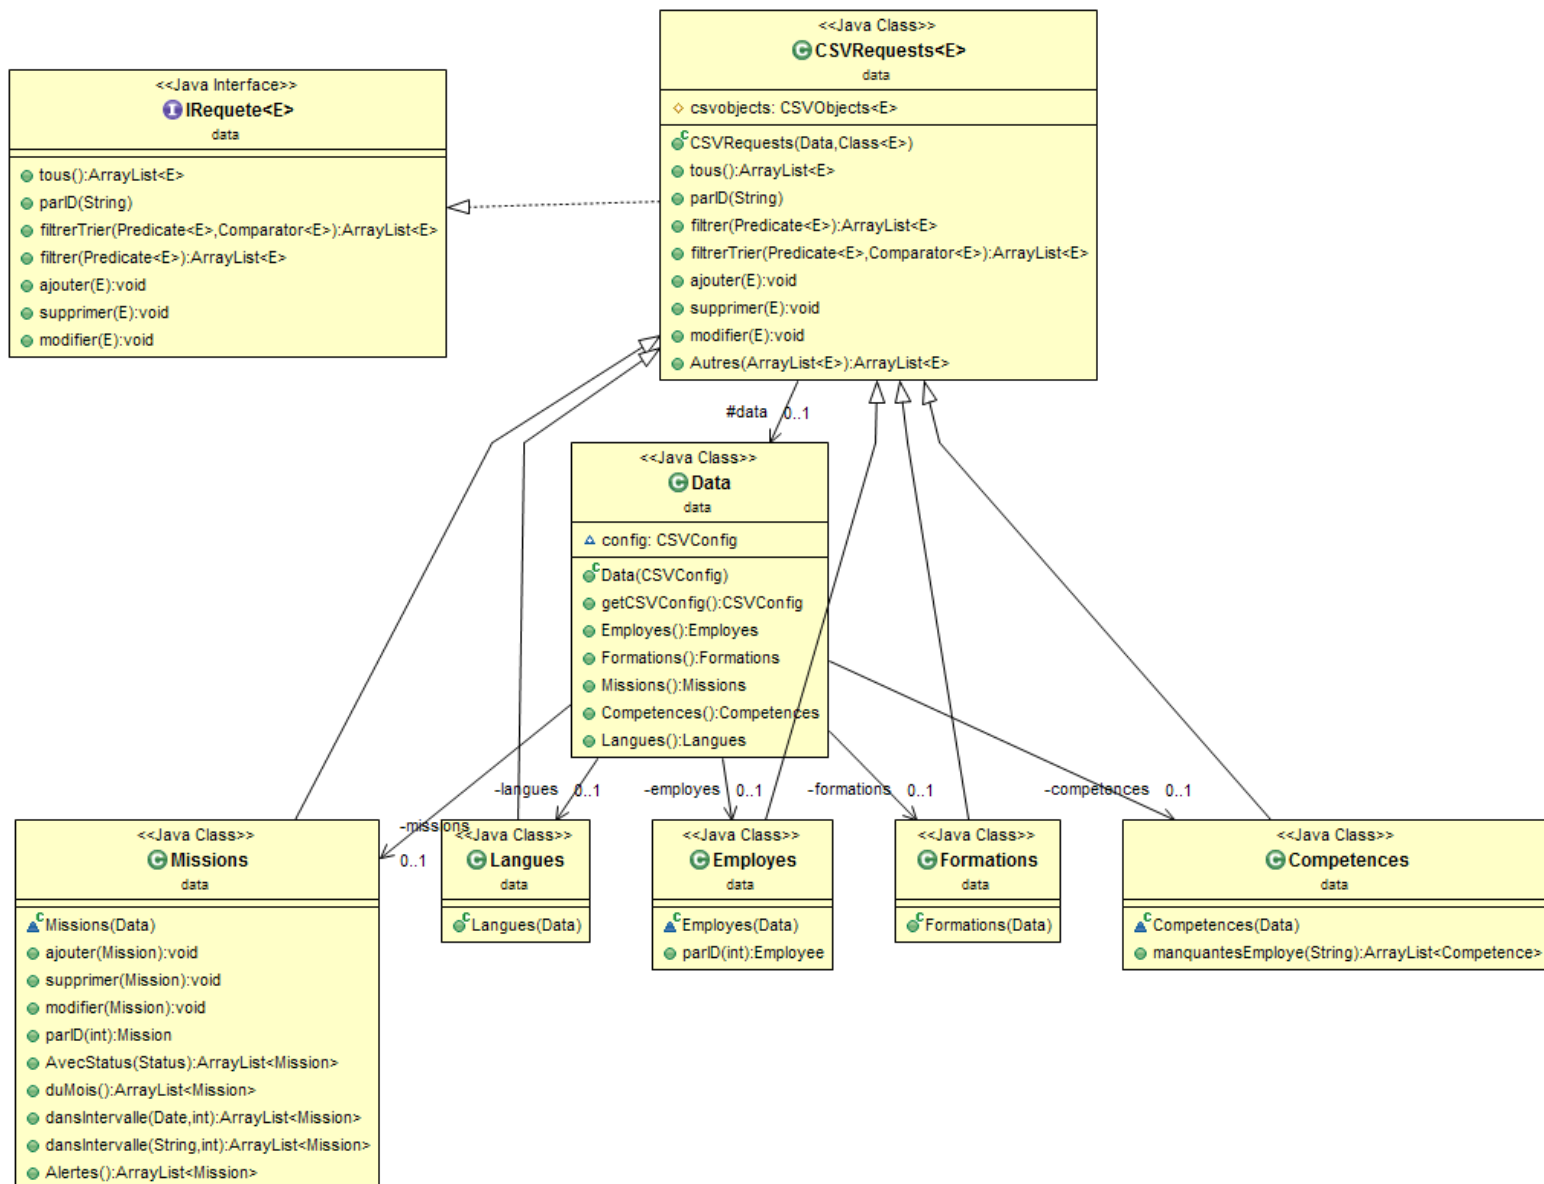 <<Java Interface>>
IRequete<E>
data
tous():ArrayList<E>
parID(String)
filtrerTrier(Predicate<E>,Comparator<E>):ArrayList<E>
filtrer(Predicate<E>):ArrayList<E>
ajouter(E):void
supprimer(E):void
modifier(E):void
<<Java Class>>
CSVRequests<E>
data
csvobjects: CSVObjects<E>
CSVRequests(Data,Class<E>)
tous():ArrayList<E>
parID(String)
filtrer(Predicate<E>):ArrayList<E>
filtrerTrier(Predicate<E>,Comparator<E>):ArrayList<E>
ajouter(E):void
supprimer(E):void
modifier(E):void
Autres(ArrayList<E>):ArrayList<E>
#data 0..1
<<Java Class>>
Data
data
config: CSVConfig
Data(CSVConfig)
getCSVConfig():CSVConfig
Employes():Employes
Formations():Formations
Missions():Missions
Competences():Competences
Langues():Langues
-missions 0..1
-langues 0..1
-employes 0..1
-formations 0..1
-competences 0..1
<<Java Class>>
Missions
data
Missions(Data)
ajouter(Mission):void
supprimer(Mission):void
modifier(Mission):void
parID(int):Mission
AvecStatus(Status):ArrayList<Mission>
duMois():ArrayList<Mission>
dansIntervalle(Date,int):ArrayList<Mission>
dansIntervalle(String,int):ArrayList<Mission>
Alertes():ArrayList<Mission>
<<Java Class>>
Langues
data
Langues(Data)
<<Java Class>>
Employes
data
Employes(Data)
parID(int):Employee
<<Java Class>>
Formations
data
Formations(Data)
<<Java Class>>
Competences
data
Competences(Data)
manquantesEmploye(String):ArrayList<Competence>